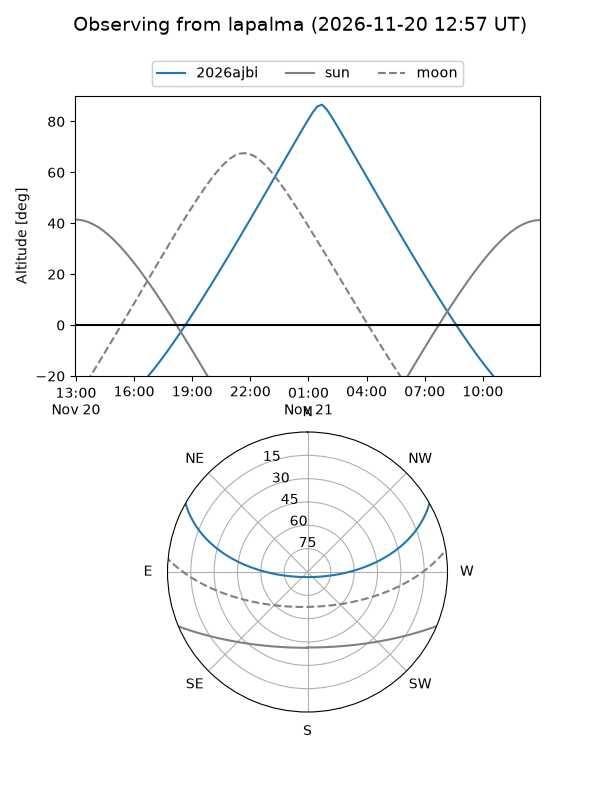 Observing from lapalma (2026-11-20 12:57 UT)
2026ajbi sun moon
Altitude [deg]
80
60
40
20
0
−20
13:00 16:00 19:00 22:00 01:00 04:00 07:00 10:00
Nov 20 Nov 21
N
NE NW
15
30
45
60
75
E W
SE SW
S